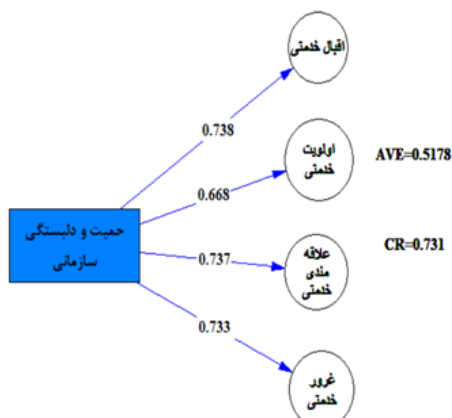 اقبال خدمتی
0.738
اولویت
خدمتی
AVE=0.5178
0.668
حمیت و دلبستگی
سازمانی
0.737
علاقه
مندی
خدمتی
CR=0.731
0.733
غرور
خدمتی